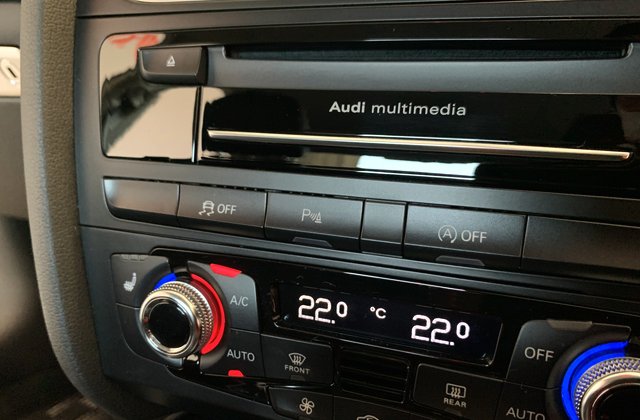 Audi multimedia
OFF
P
A OFF
A/C
22.0 °C 22.0
OFF
AUTO
FRONT
REAR
AUTO